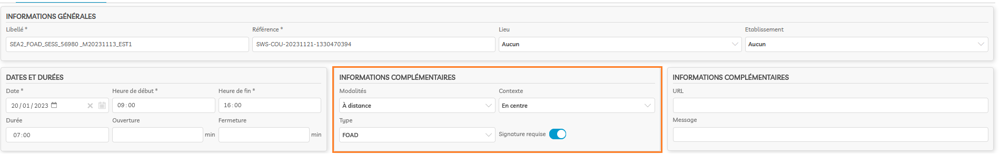 INFORMATIONS GÉNÉRALES
Libellé * Référence * Lieu Etablissement
SEA2_FOAD_SESS_56980 _M20231113_EST1 SWS-COU-20231121-1330470394 Aucun Aucun
DATES ET DURÉES
Date * Heure de début * Heure de fin *
20/01/2023 09:00 16:00
Durée Ouverture Fermeture
07:00 min min
INFORMATIONS COMPLÉMENTAIRES
Modalités Contexte
À distance En centre
Type
FOAD Signature requise
INFORMATIONS COMPLÉMENTAIRES
URL
Message